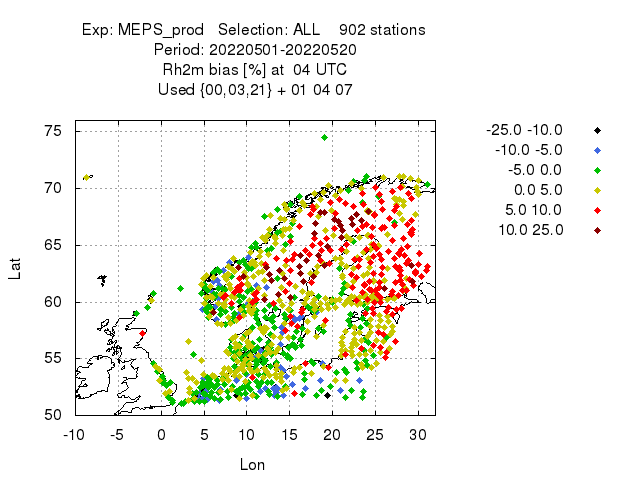 Exp: MEPS_prod Selection: ALL 902 stations
Period: 20220501-20220520
Rh2m bias [%] at 04 UTC
Used {00,03,21} + 01 04 07
-25.0 -10.0
-10.0 -5.0
-5.0 0.0
0.0 5.0
5.0 10.0
10.0 25.0
75
70
65
60
55
50
Lat
-10 -5 0 5 10 15 20 25 30
Lon